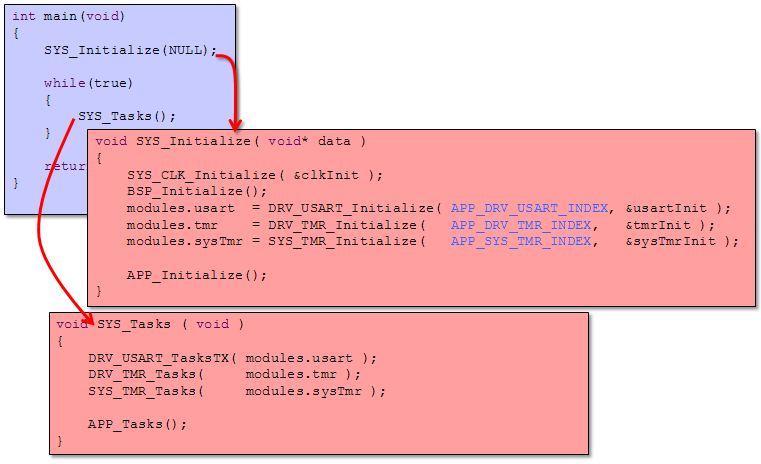 int main(void)
{
    SYS_Initialize(NULL);
    while(true)
    {
        SYS_Tasks();
    }
    retur
}
void SYS_Initialize( void* data )
{
    SYS_CLK_Initialize( &clkInit );
    BSP_Initialize();
    modules.usart  = DRV_USART_Initialize( APP_DRV_USART_INDEX, &usartInit );
    modules.tmr    = DRV_TMR_Initialize(   APP_DRV_TMR_INDEX,   &tmrInit );
    modules.sysTmr = SYS_TMR_Initialize(   APP_SYS_TMR_INDEX,   &sysTmrInit );
    APP_Initialize();
}
void SYS_Tasks ( void )
{
    DRV_USART_TasksTX( modules.usart );
    DRV_TMR_Tasks(     modules.tmr );
    SYS_TMR_Tasks(     modules.sysTmr );
    APP_Tasks();
}